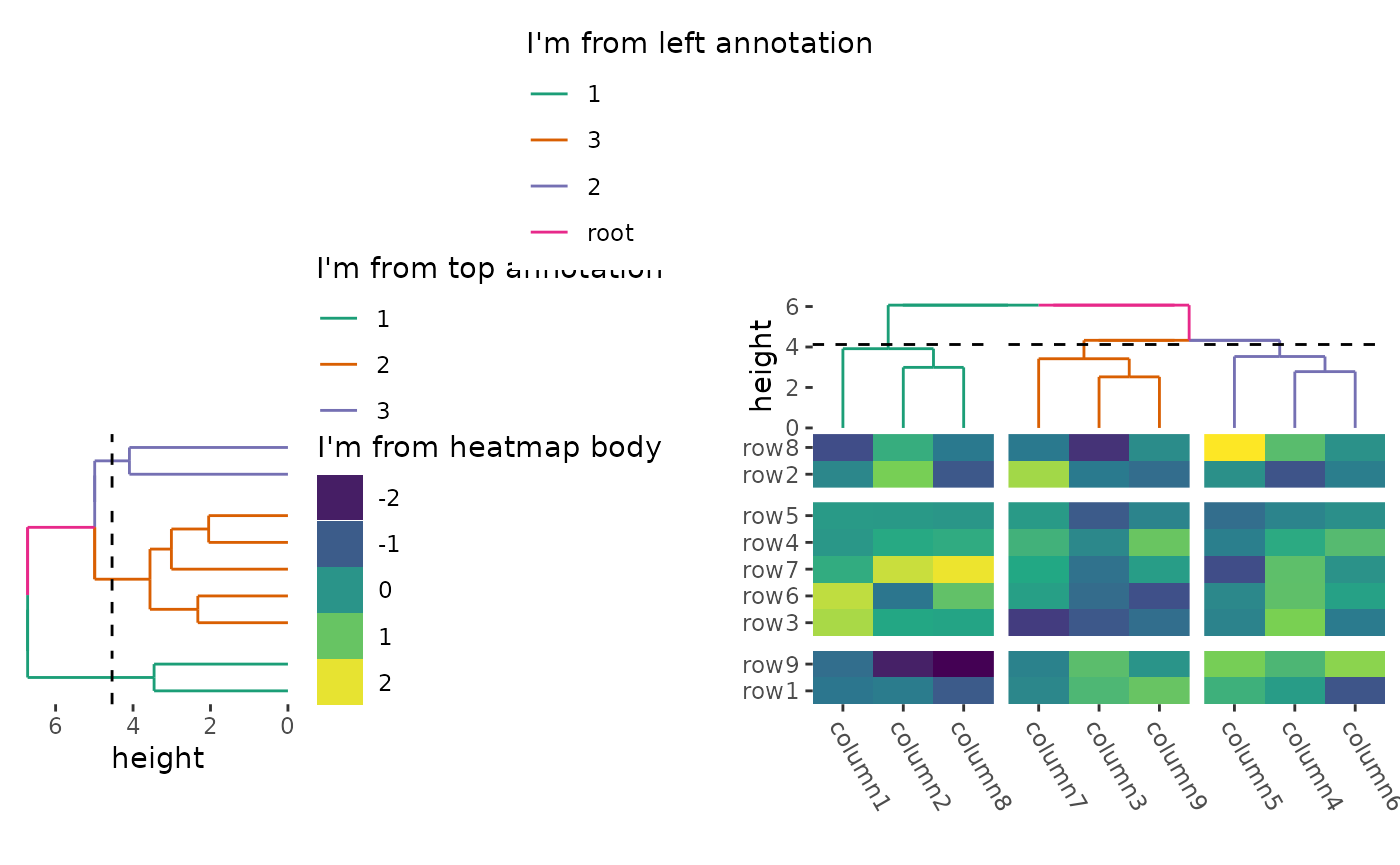 I'm from left annotation
1
3
2
root
I'm from top annotation
1
2
3
I'm from heatmap body
-2
-1
0
1
2
6 4 2 0
height
height
6
4
2
0
row8
row2
row5
row4
row7
row6
row3
row9
row1
column1 column2 column8 column7 column3 column9 column5 column4 column6